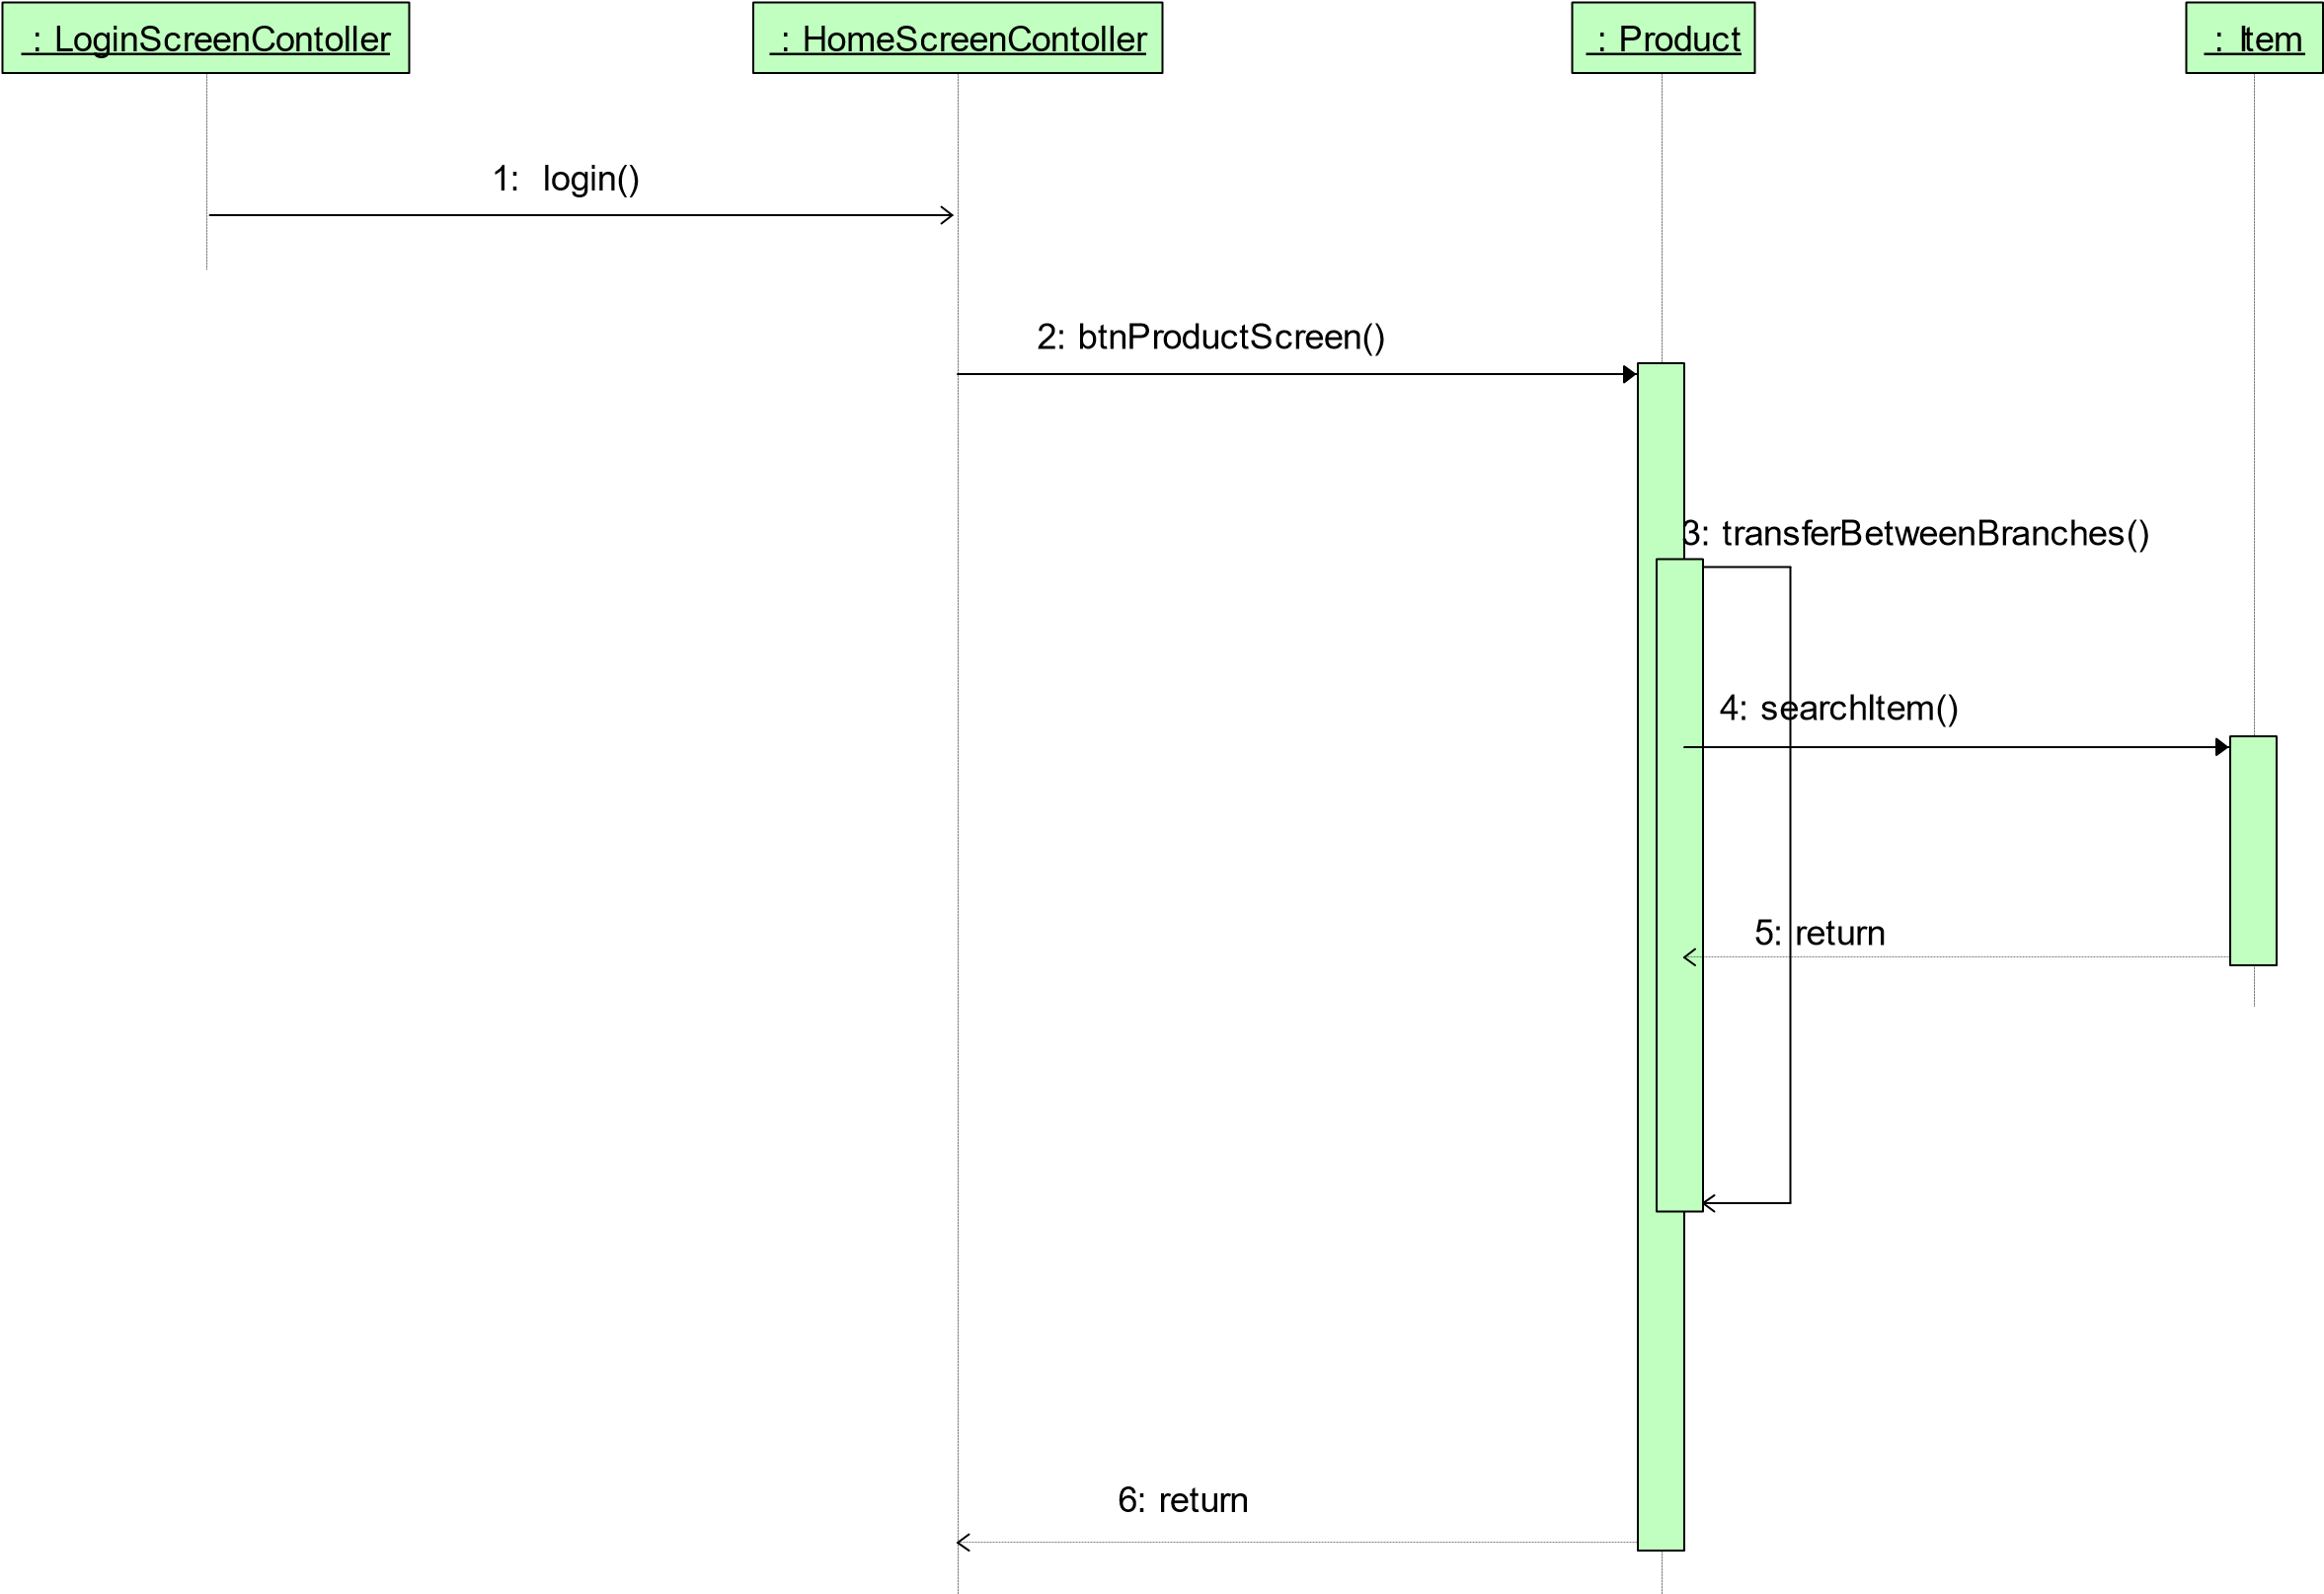 : LoginScreenContoller
: HomeScreenContoller
: Product
: Item
1: login()
2: btnProductScreen()
3: transferBetweenBranches()
4: searchItem()
5: return
6: return